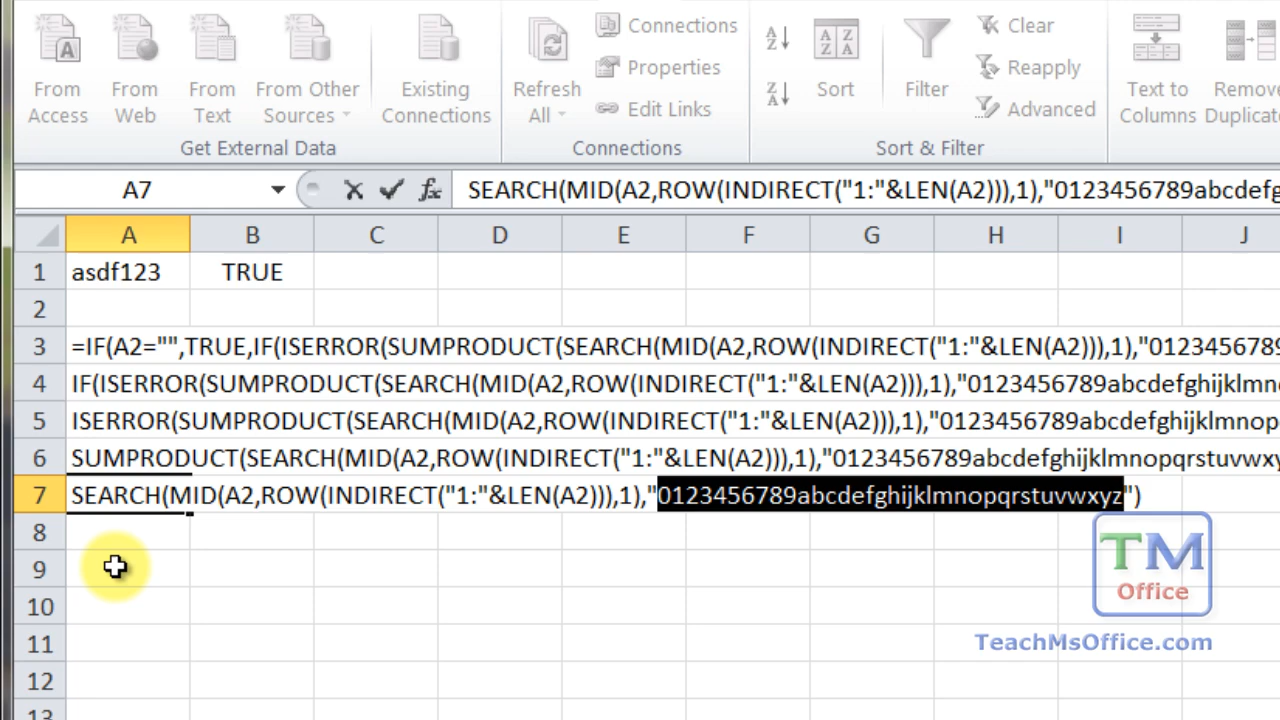 From Access
From Web
From Text
From Other Sources
Existing Connections
Refresh All
Connections
Properties
Edit Links
A Z
Z A
A Z Z A
Sort
Filter
Clear
Reapply
Advanced
Text to Columns
Remove Duplicat
Get External Data
Connections
Sort & Filter
A7
fx
SEARCH(MID(A2,ROW(INDIRECT("1:"&LEN(A2))),1),"0123456789abcdefg
A B C D E F G H I J
1 asdf123 TRUE
2
3 =IF(A2="",TRUE,IF(ISERROR(SUMPRODUCT(SEARCH(MID(A2,ROW(INDIRECT("1:"&LEN(A2))),1),"0123456789
4 IF(ISERROR(SUMPRODUCT(SEARCH(MID(A2,ROW(INDIRECT("1:"&LEN(A2))),1),"0123456789abcdefghijklmn
5 ISERROR(SUMPRODUCT(SEARCH(MID(A2,ROW(INDIRECT("1:"&LEN(A2))),1),"0123456789abcdefghijklmnop
6 SUMPRODUCT(SEARCH(MID(A2,ROW(INDIRECT("1:"&LEN(A2))),1),"0123456789abcdefghijklmnopqrstuvwxy
7 SEARCH(MID(A2,ROW(INDIRECT("1:"&LEN(A2))),1),"0123456789abcdefghijklmnopqrstuvwxyz")
8
9
10
11
12
13
TM
Office
TeachMsOffice.com